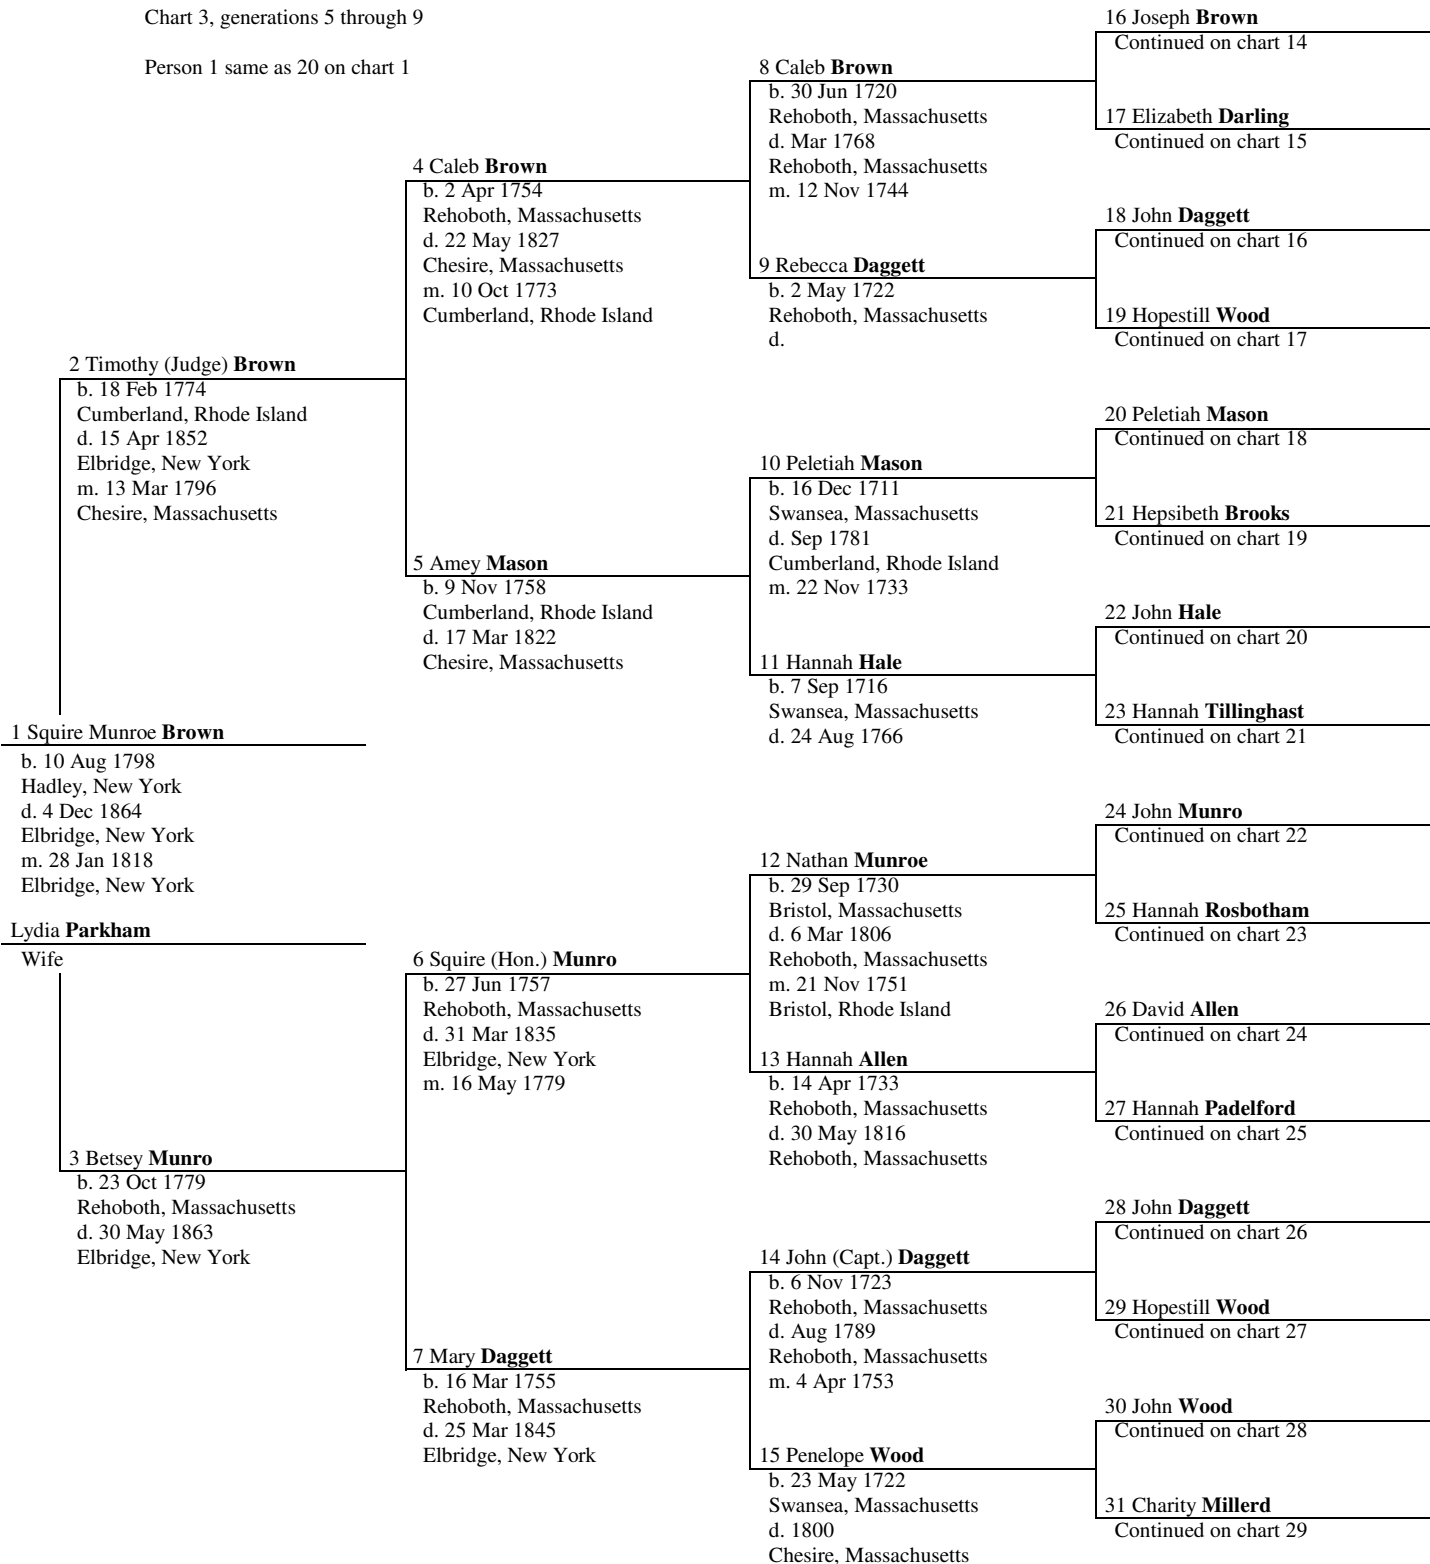 Chart 3, generations 5 through 9
Person 1 same as 20 on chart 1
1 Squire Munroe Brown
b. 10 Aug 1798
Hadley, New York
d. 4 Dec 1864
Elbridge, New York
m. 28 Jan 1818
Elbridge, New York
Lydia Parkham
Wife
2 Timothy (Judge) Brown
b. 18 Feb 1774
Cumberland, Rhode Island
d. 15 Apr 1852
Elbridge, New York
m. 13 Mar 1796
Chesire, Massachusetts
3 Betsey Munro
b. 23 Oct 1779
Rehoboth, Massachusetts
d. 30 May 1863
Elbridge, New York
4 Caleb Brown
b. 2 Apr 1754
Rehoboth, Massachusetts
d. 22 May 1827
Chesire, Massachusetts
m. 10 Oct 1773
Cumberland, Rhode Island
5 Amey Mason
b. 9 Nov 1758
Cumberland, Rhode Island
d. 17 Mar 1822
Chesire, Massachusetts
6 Squire (Hon.) Munro
b. 27 Jun 1757
Rehoboth, Massachusetts
d. 31 Mar 1835
Elbridge, New York
m. 16 May 1779
7 Mary Daggett
b. 16 Mar 1755
Rehoboth, Massachusetts
d. 25 Mar 1845
Elbridge, New York
8 Caleb Brown
b. 30 Jun 1720
Rehoboth, Massachusetts
d. Mar 1768
Rehoboth, Massachusetts
m. 12 Nov 1744
9 Rebecca Daggett
b. 2 May 1722
Rehoboth, Massachusetts
d.
10 Peletiah Mason
b. 16 Dec 1711
Swansea, Massachusetts
d. Sep 1781
Cumberland, Rhode Island
m. 22 Nov 1733
11 Hannah Hale
b. 7 Sep 1716
Swansea, Massachusetts
d. 24 Aug 1766
12 Nathan Munroe
b. 29 Sep 1730
Bristol, Massachusetts
d. 6 Mar 1806
Rehoboth, Massachusetts
m. 21 Nov 1751
Bristol, Rhode Island
13 Hannah Allen
b. 14 Apr 1733
Rehoboth, Massachusetts
d. 30 May 1816
Rehoboth, Massachusetts
14 John (Capt.) Daggett
b. 6 Nov 1723
Rehoboth, Massachusetts
d. Aug 1789
Rehoboth, Massachusetts
m. 4 Apr 1753
15 Penelope Wood
b. 23 May 1722
Swansea, Massachusetts
d. 1800
Chesire, Massachusetts
16 Joseph Brown
Continued on chart 14
17 Elizabeth Darling
Continued on chart 15
18 John Daggett
Continued on chart 16
19 Hopestill Wood
Continued on chart 17
20 Peletiah Mason
Continued on chart 18
21 Hepsibeth Brooks
Continued on chart 19
22 John Hale
Continued on chart 20
23 Hannah Tillinghast
Continued on chart 21
24 John Munro
Continued on chart 22
25 Hannah Rosbotham
Continued on chart 23
26 David Allen
Continued on chart 24
27 Hannah Padelford
Continued on chart 25
28 John Daggett
Continued on chart 26
29 Hopestill Wood
Continued on chart 27
30 John Wood
Continued on chart 28
31 Charity Millerd
Continued on chart 29